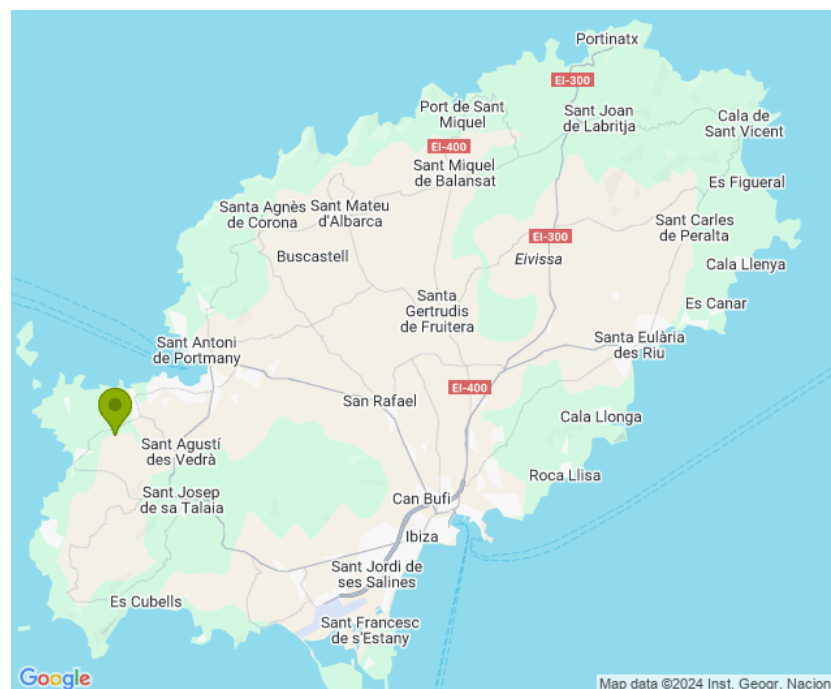 Portinatx
EI-300
Port de Sant
Miquel
Sant Joan
de Labritja
Cala de
Sant Vicent
EI-400
Sant Miquel
de Balansat
Es Figueral
Santa Agnès
de Corona
Sant Mateu
d'Albarca
Sant Carles
de Peralta
EI-300
Buscastell
Eivissa
Cala Llenya
Santa
Gertrudis
de Fruitera
Es Canar
Sant Antoni
de Portmany
Santa Eulària
des Riu
EI-400
San Rafael
Cala Llonga
Sant Agustí
des Vedrà
Roca Llisa
Sant Josep
de sa Talaia
Can Bufi
Ibiza
Sant Jordi de
ses Salines
Es Cubells
Sant Francesc
de s'Estany
Google
Map data ©2024 Inst. Geogr. Nacion